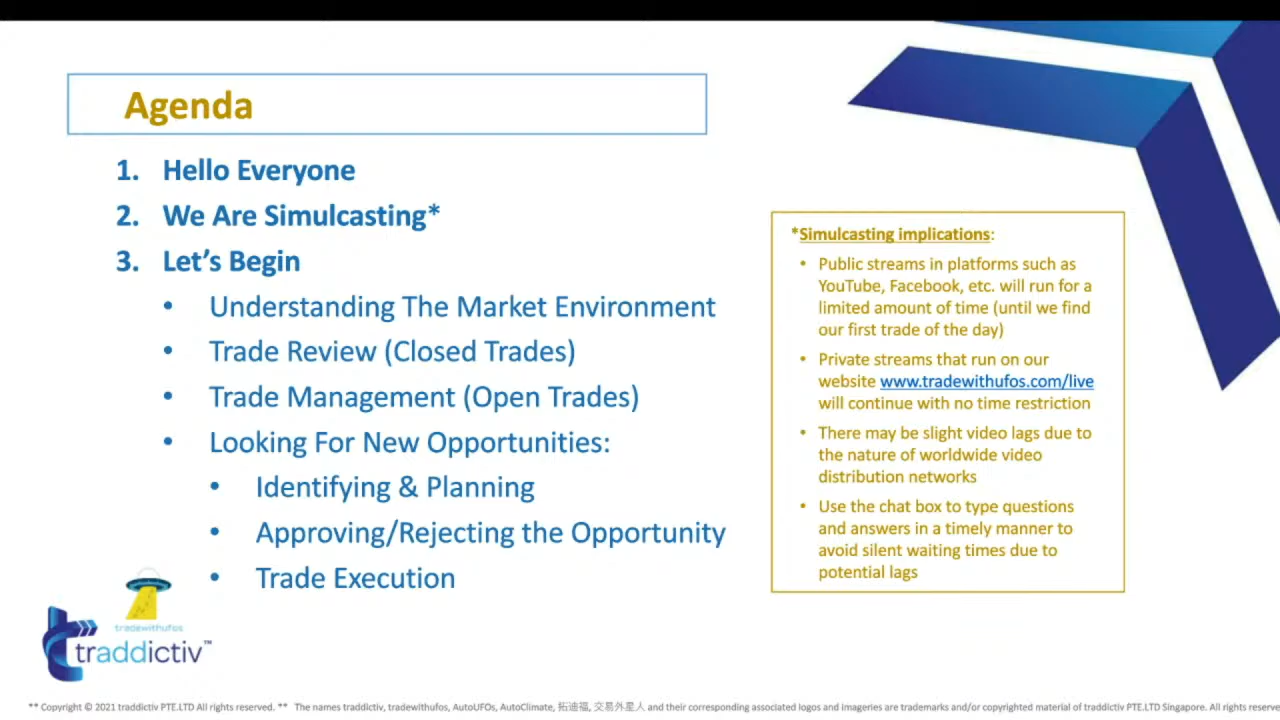 Agenda
1. Hello Everyone
2. We Are Simulcasting*
3. Let's Begin
• Understanding The Market Environment
• Trade Review (Closed Trades)
• Trade Management (Open Trades)
• Looking For New Opportunities:
• Identifying & Planning
• Approving/Rejecting the Opportunity
• Trade Execution
*Simulcasting implications:
• Public streams in platforms such as
YouTube, Facebook, etc. will run for a
limited amount of time (until we find
our first trade of the day)
• Private streams that run on our
website www.tradewithufos.com/live
will continue with no time restriction
• There may be slight video lags due to
the nature of worldwide video
distribution networks
• Use the chat box to type questions
and answers in a timely manner to
avoid silent waiting times due to
potential lags
tradewithufos
traddictiv™
** Copyright © 2021 traddictiv PTE.LTD All rights reserved. ** The names traddictiv, tradewithufos, AutoUFOs, AutoClimate, 拓迪福, 交易外星人 and their corresponding associated logos and imageries are trademarks and/or copyrighted material of traddictiv PTE.LTD Singapore. All rights reserve